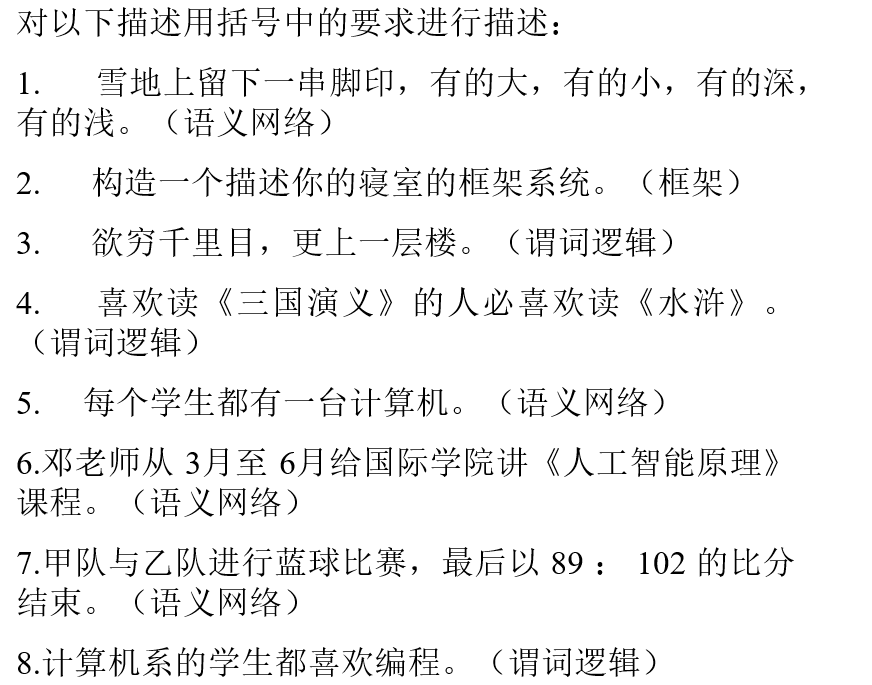 对以下描述用括号中的要求进行描述：
1. 雪地上留下一串脚印，有的大，有的小，有的深，
有的浅。（语义网络）
2. 构造一个描述你的寝室的框架系统。（框架）
3. 欲穷千里目，更上一层楼。（谓词逻辑）
4. 喜欢读《三国演义》的人必喜欢读《水浒》。
（谓词逻辑）
5. 每个学生都有一台计算机。（语义网络）
6.邓老师从 3月至 6月给国际学院讲《人工智能原理》
课程。（语义网络）
7.甲队与乙队进行蓝球比赛，最后以 89 ： 102 的比分
结束。（语义网络）
8.计算机系的学生都喜欢编程。（谓词逻辑）